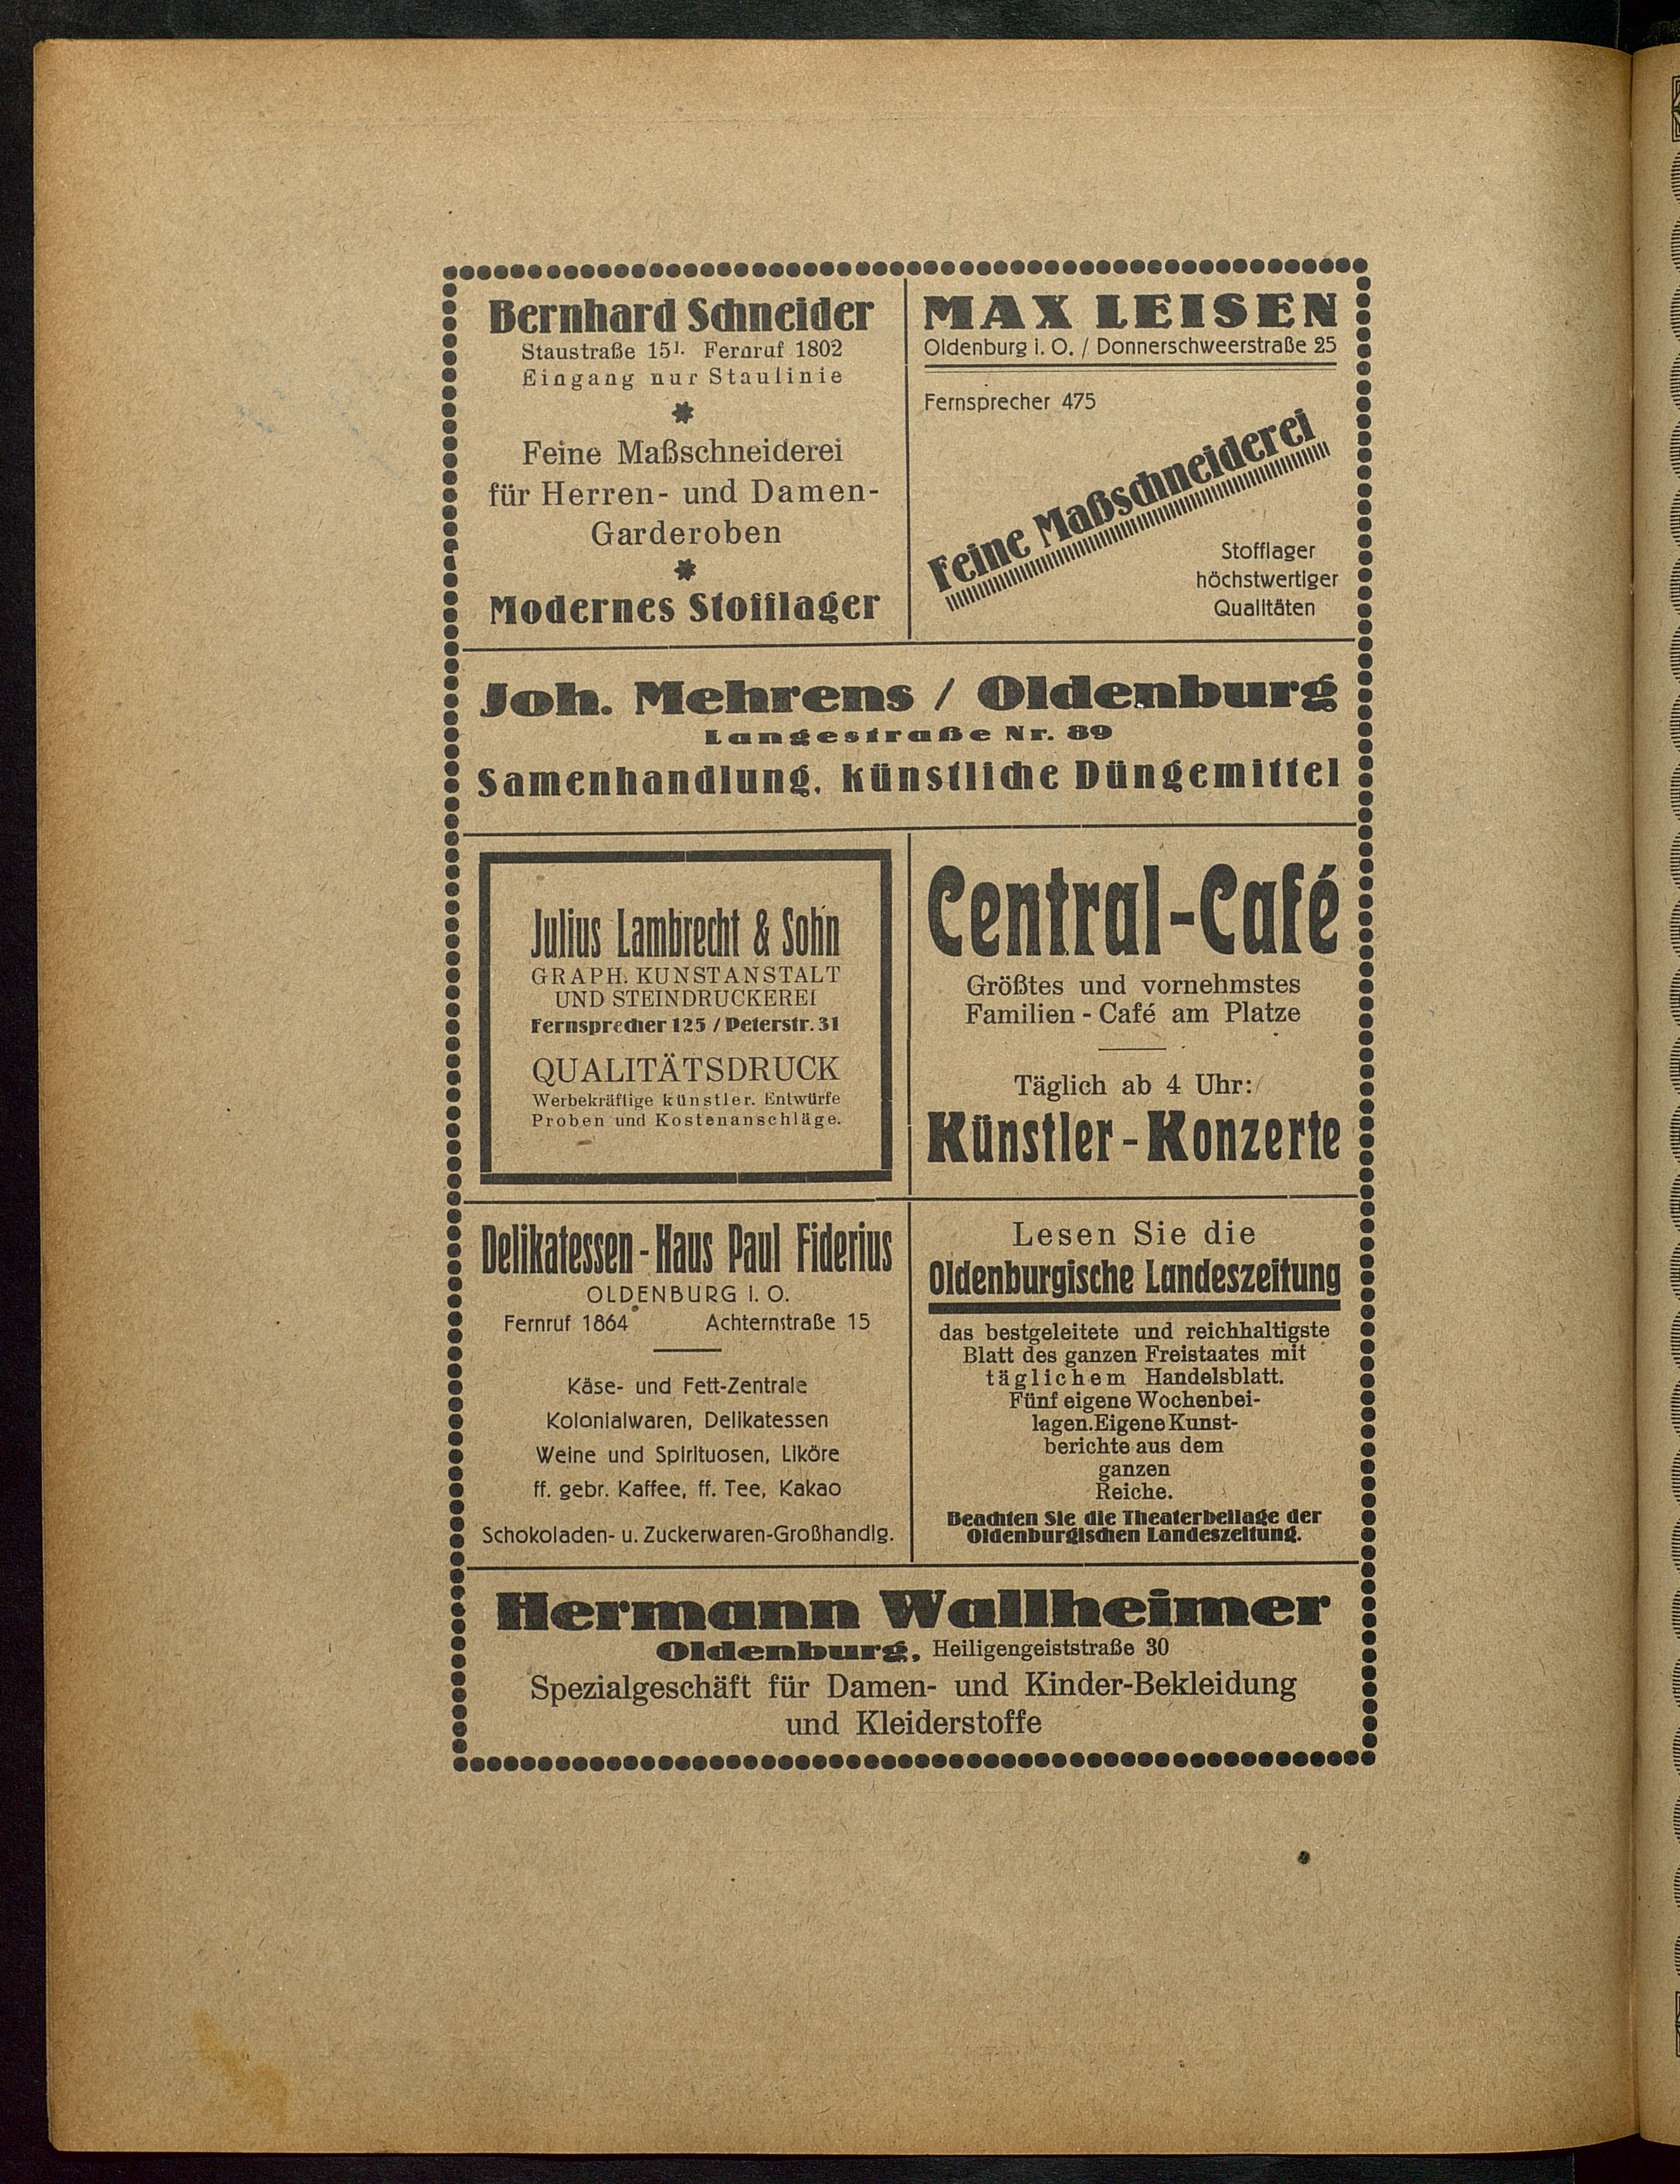 Bernhard Schneider
Staustraße 15¹. Fernruf 1802
Eingang nur Staulinie
Feine Maßschneiderei
für Herren- und Damen-
Garderoben
Modernes Stofflager
MAX LEISEN
Oldenburg i. O. / Donnerschweerstraße 25
Fernsprecher 475
Feine Maßschneiderei
Stofflager
höchstwertiger
Qualitäten
Joh. Mehrens / Oldenburg
Langestraße Nr. 89
Samenhandlung, künstliche Düngemittel
Julius Lambrecht & Sohn
GRAPH. KUNSTANSTALT
UND STEINDRUCKEREI
Fernsprecher 125 / Peterstr. 31
QUALITÄTSDRUCK
Werbekräftige künstler. Entwürfe
Proben und Kostenanschläge.
Central-Café
Größtes und vornehmstes
Familien-Café am Platze
Täglich ab 4 Uhr:
Künstler-Konzerte
Delikatessen-Haus Paul Fiderius
OLDENBURG i. O.
Fernruf 1864 Achternstraße 15
Käse- und Fett-Zentrale
Kolonialwaren, Delikatessen
Weine und Spirituosen, Liköre
ff. gebr. Kaffee, ff. Tee, Kakao
Schokoladen- u. Zuckerwaren-Großhandlg.
Lesen Sie die
Oldenburgische Landeszeitung
das bestgeleitete und reichhaltigste
Blatt des ganzen Freistaates mit
täglichem Handelsblatt.
Fünf eigene Wochenbei-
lagen. Eigene Kunst-
berichte aus dem
ganzen
Reiche.
Beachten Sie die Theaterbeilage der
Oldenburgischen Landeszeitung.
Hermann Wallheimer
Oldenburg, Heiligengeiststraße 30
Spezialgeschäft für Damen- und Kinder-Bekleidung
und Kleiderstoffe